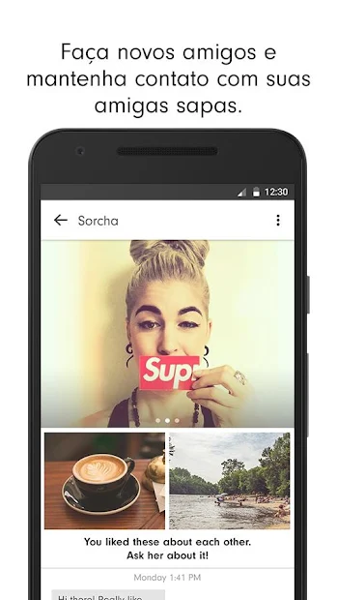 Faça novos amigos e
mantenha contato com suas
amigas sapas.
12:30
Sorcha
Sup
You liked these about each other.
Ask her about it!
Monday 1:41 PM
Hi there! Really like